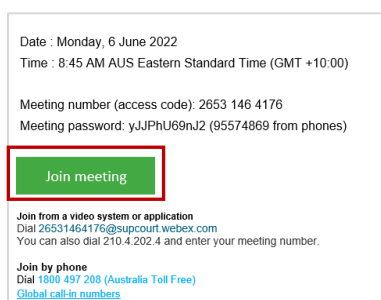 Date : Monday, 6 June 2022
Time : 8:45 AM AUS Eastern Standard Time (GMT +10:00)
Meeting number (access code): 2653 146 4176
Meeting password: yJJPhU69nJ2 (95574869 from phones)
Join meeting
Join from a video system or application
Dial 26531464176@supcourt.webex.com
You can also dial 210.4.202.4 and enter your meeting number.
Join by phone
Dial 1800 497 208 (Australia Toll Free)
Global call-in numbers